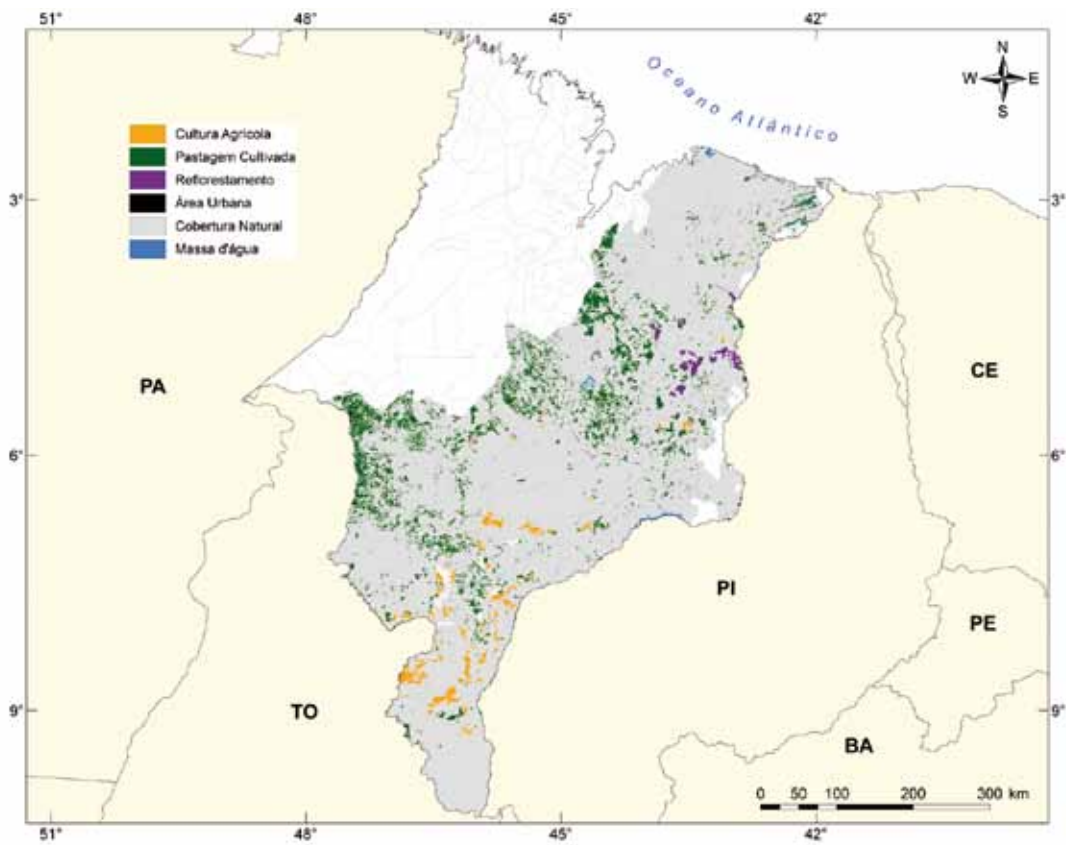 51° 48° 45° 42°
N
W E
S
Oceano Atlântico
Cultura Agrícola
Pastagem Cultivada
Reflorestamento
Área Urbana
Cobertura Natural
Massa d'água
3° 3°
PA
CE
6° 6°
PI
PE
TO
9° 9°
BA
0 50 100 200 300 km
51° 48° 45° 42°